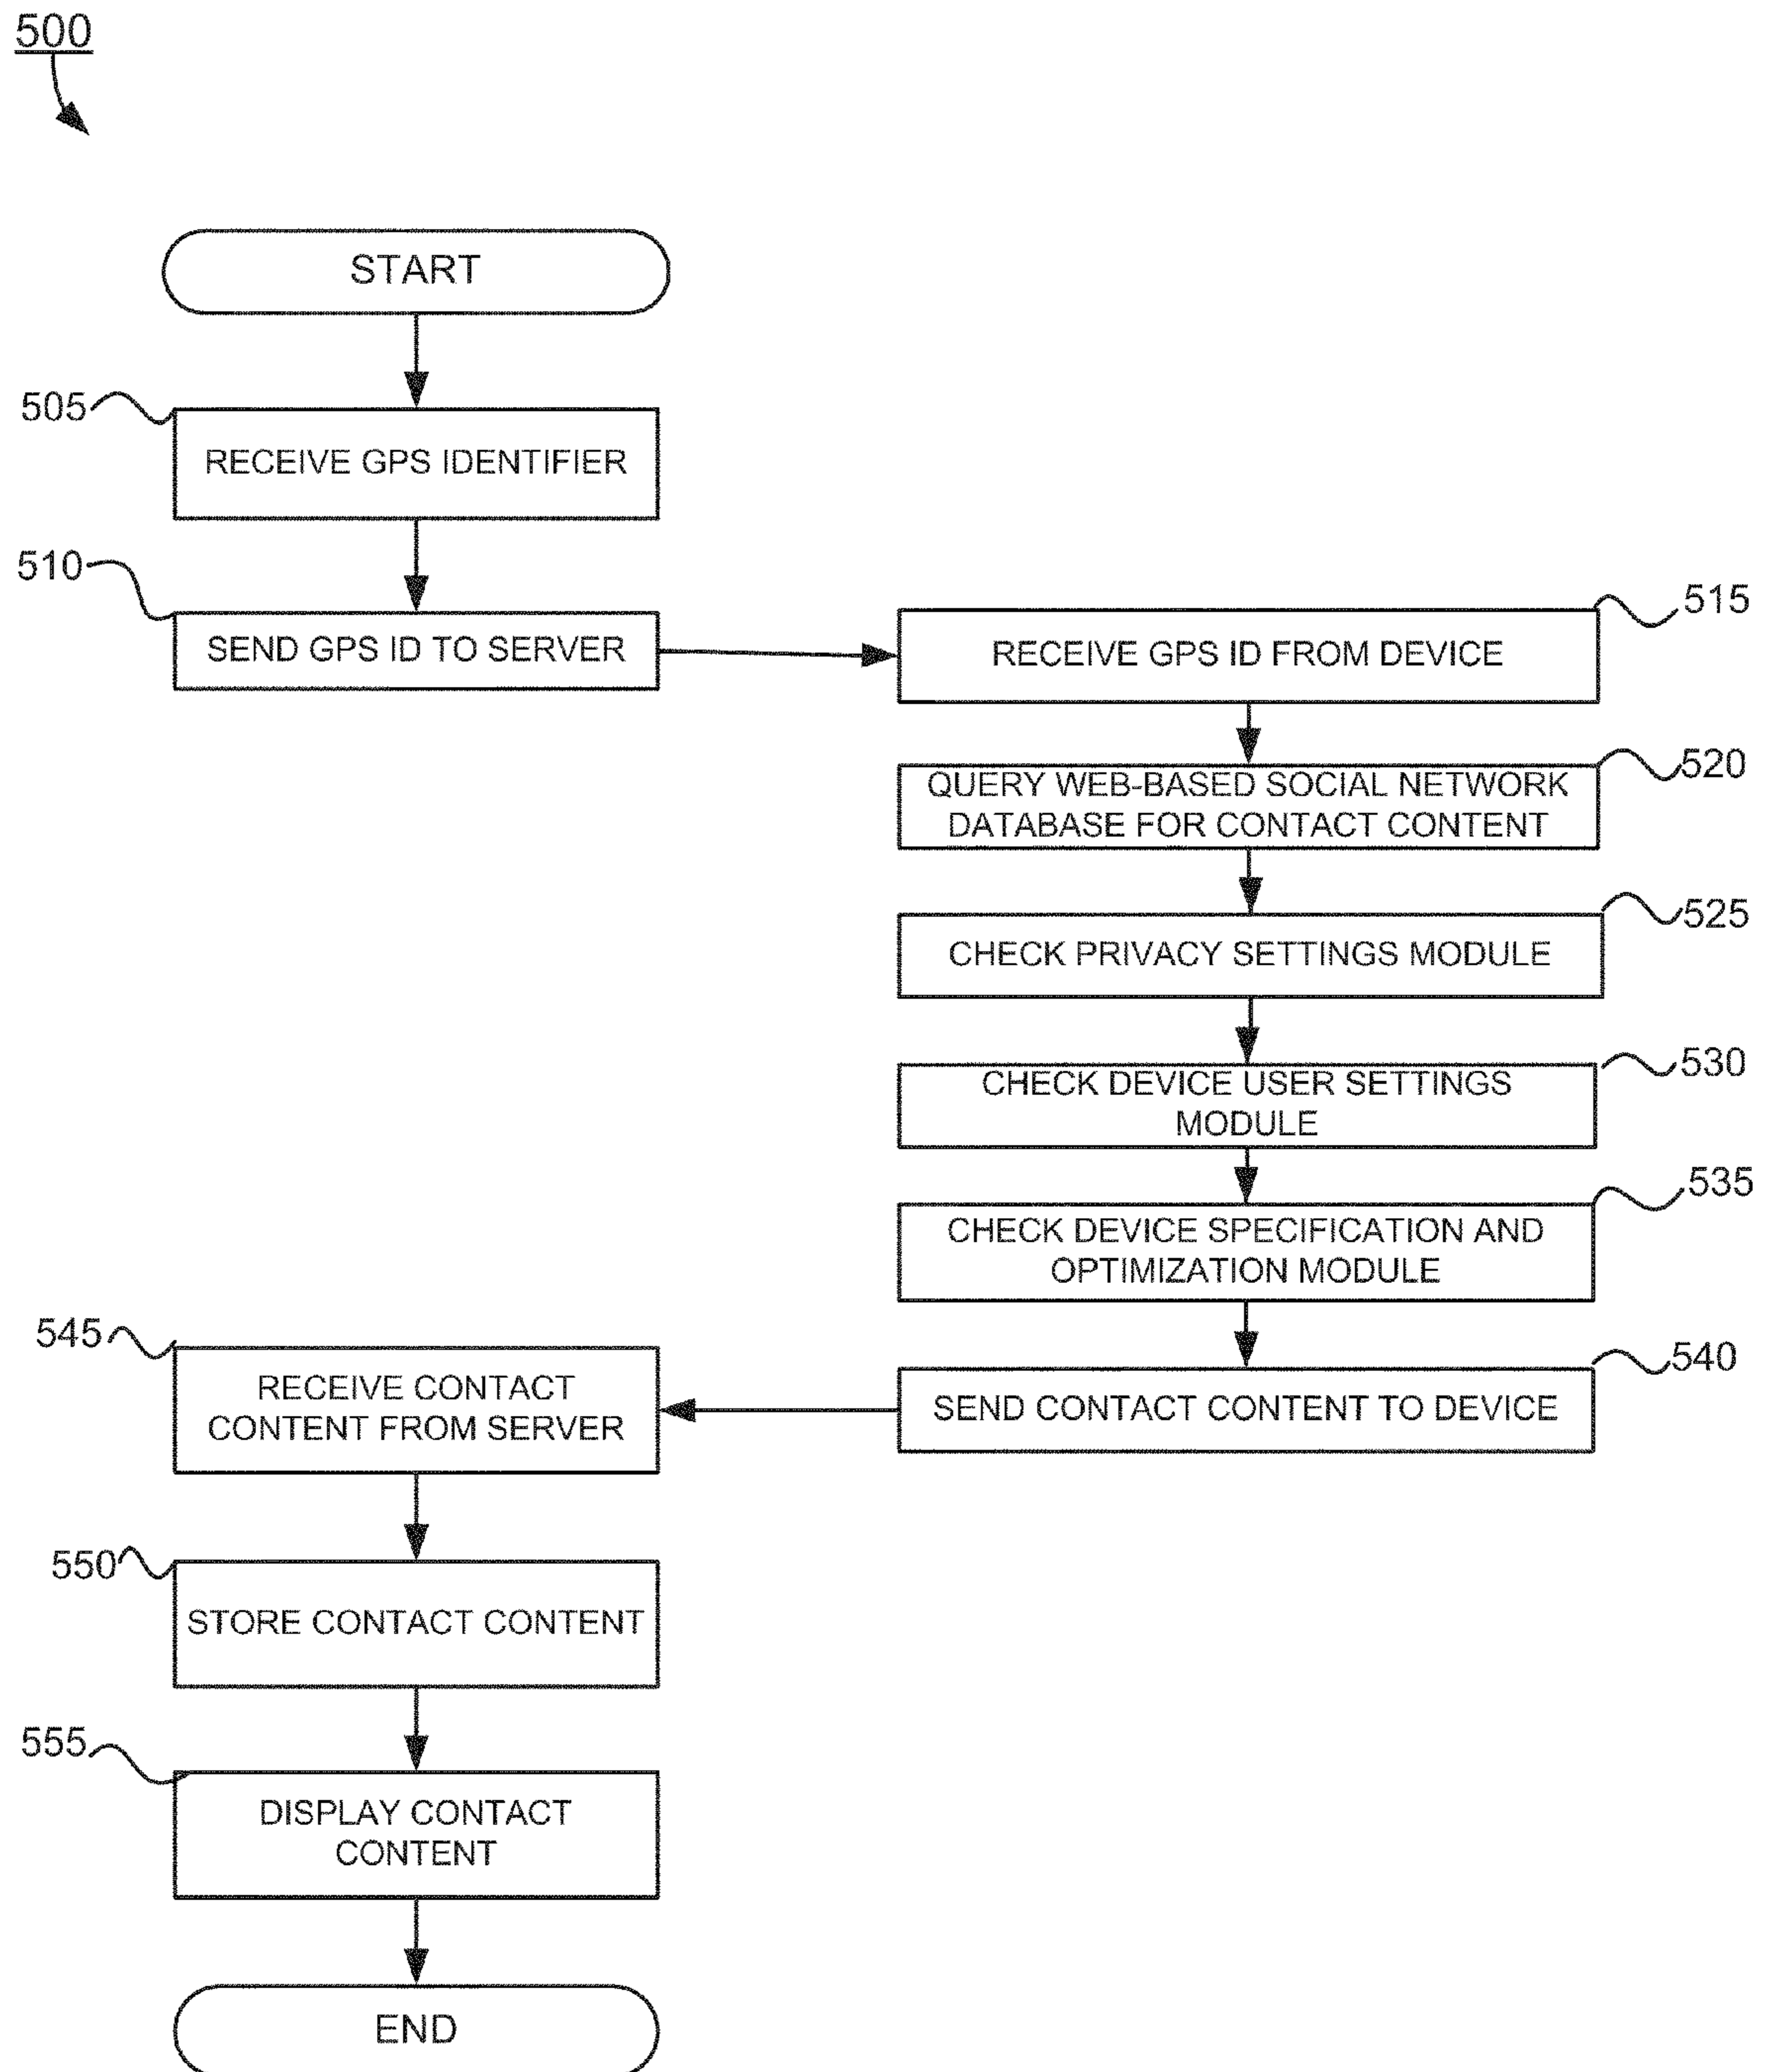 500
START
505
RECEIVE GPS IDENTIFIER
510
SEND GPS ID TO SERVER
515
RECEIVE GPS ID FROM DEVICE
520
QUERY WEB-BASED SOCIAL NETWORK
DATABASE FOR CONTACT CONTENT
525
CHECK PRIVACY SETTINGS MODULE
530
CHECK DEVICE USER SETTINGS
MODULE
535
CHECK DEVICE SPECIFICATION AND
OPTIMIZATION MODULE
540
SEND CONTACT CONTENT TO DEVICE
545
RECEIVE CONTACT
CONTENT FROM SERVER
550
STORE CONTACT CONTENT
555
DISPLAY CONTACT
CONTENT
END